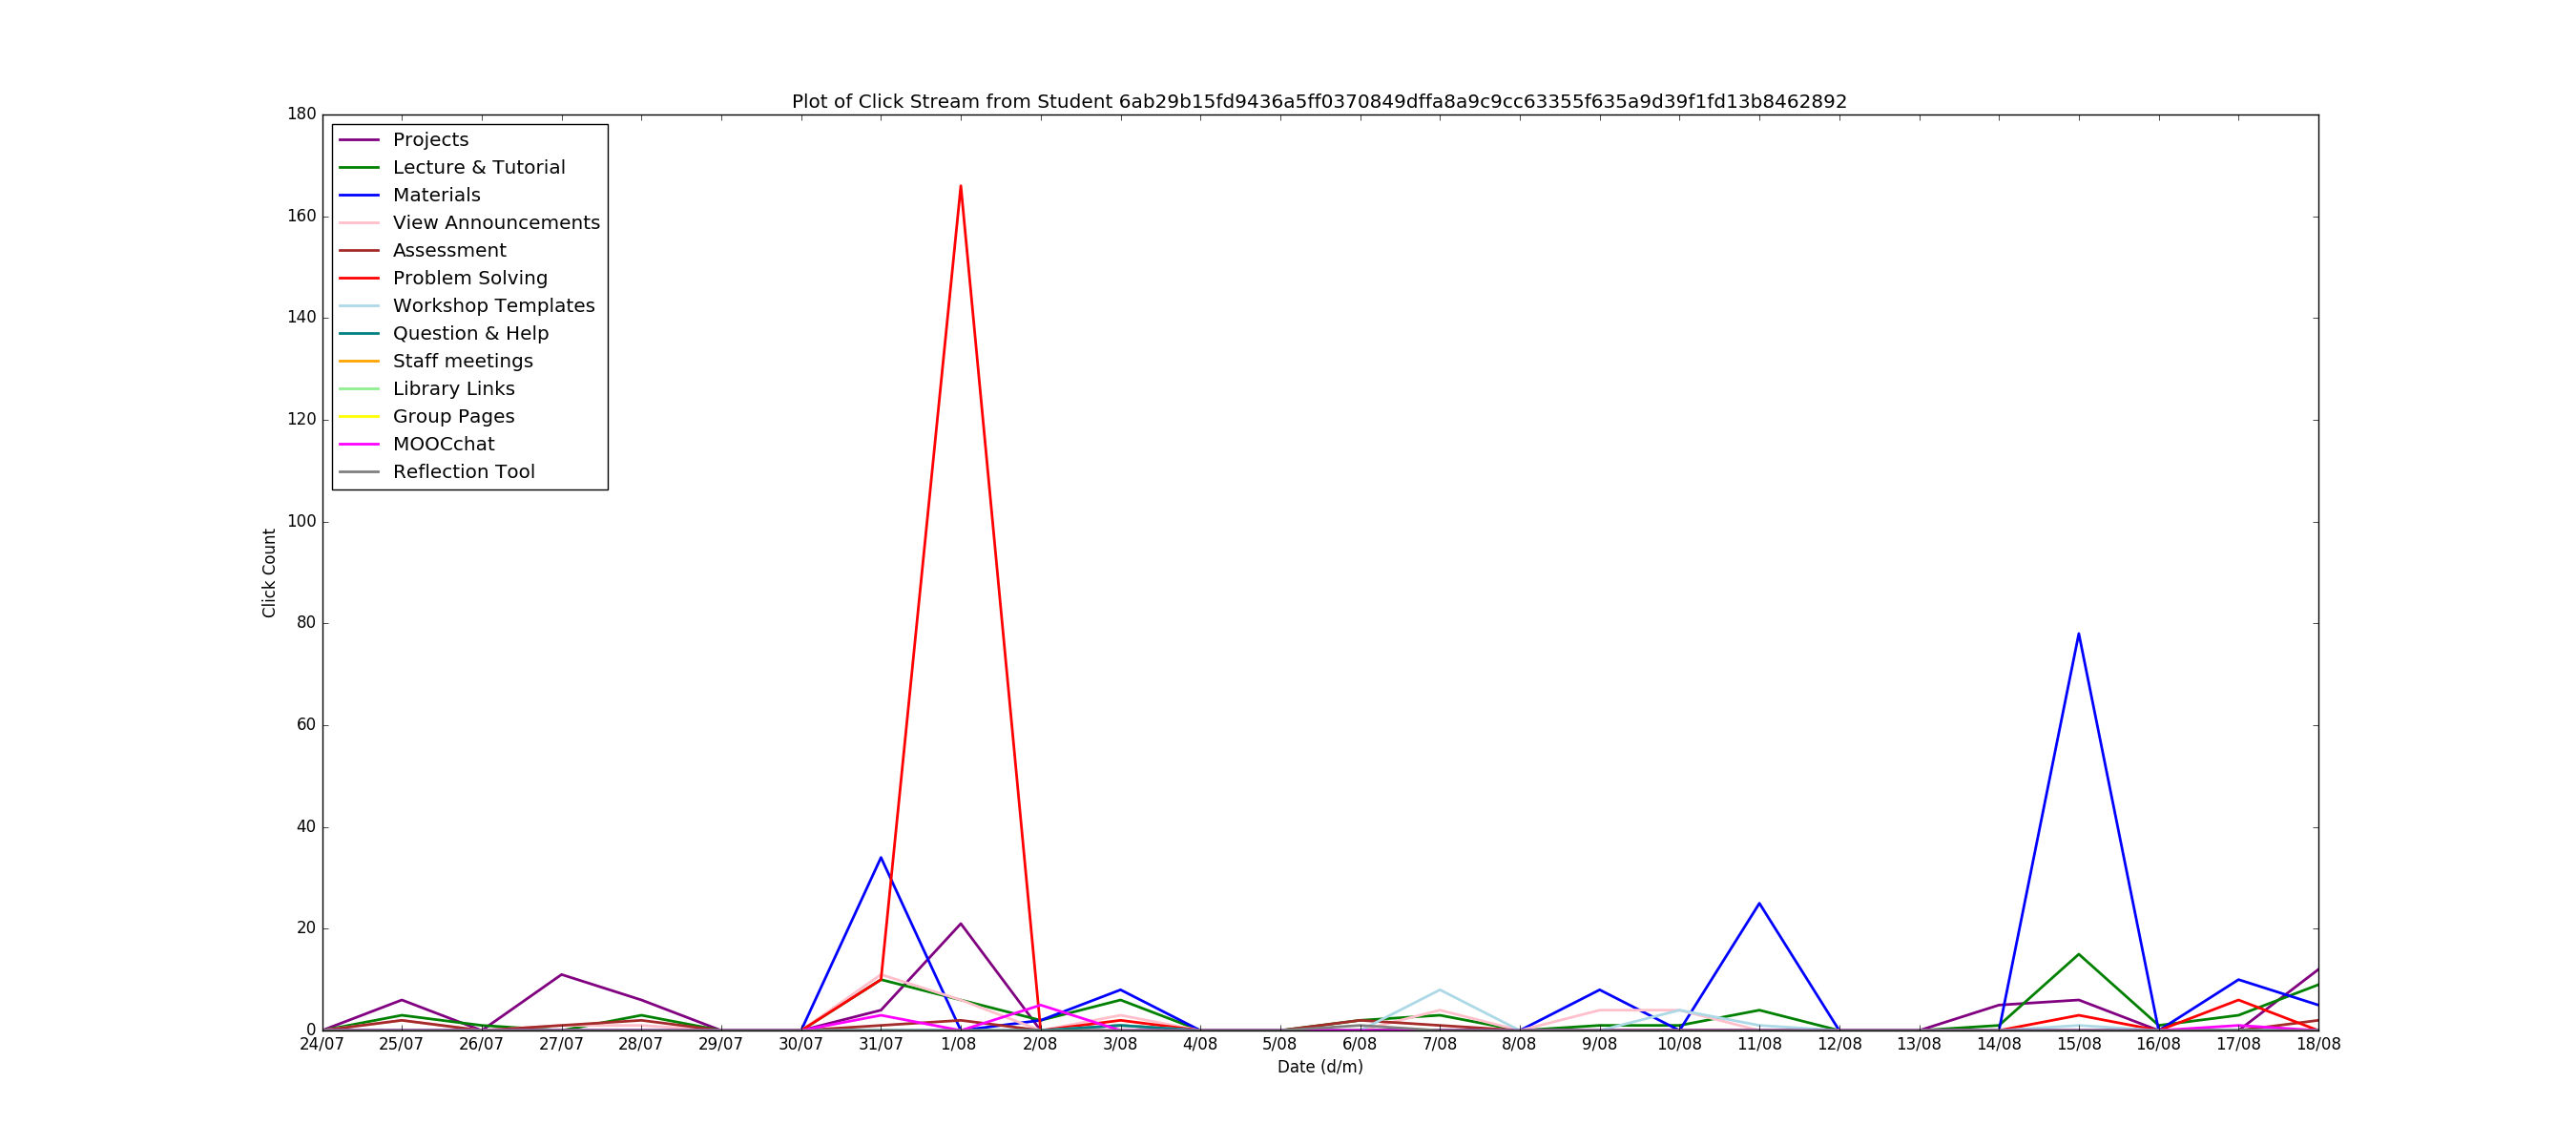 Plot of Click Stream from Student 6ab29b15fd9436a5ff0370849dffa8a9c9cc63355f635a9d39f1fd13b8462892
180
160
140
120
100
80
60
40
20
0
Click Count
Projects
Lecture & Tutorial
Materials
View Announcements
Assessment
Problem Solving
Workshop Templates
Question & Help
Staff meetings
Library Links
Group Pages
MOOCchat
Reflection Tool
24/07 25/07 26/07 27/07 28/07 29/07 30/07 31/07 1/08 2/08 3/08 4/08 5/08 6/08 7/08 8/08 9/08 10/08 11/08 12/08 13/08 14/08 15/08 16/08 17/08 18/08
Date (d/m)